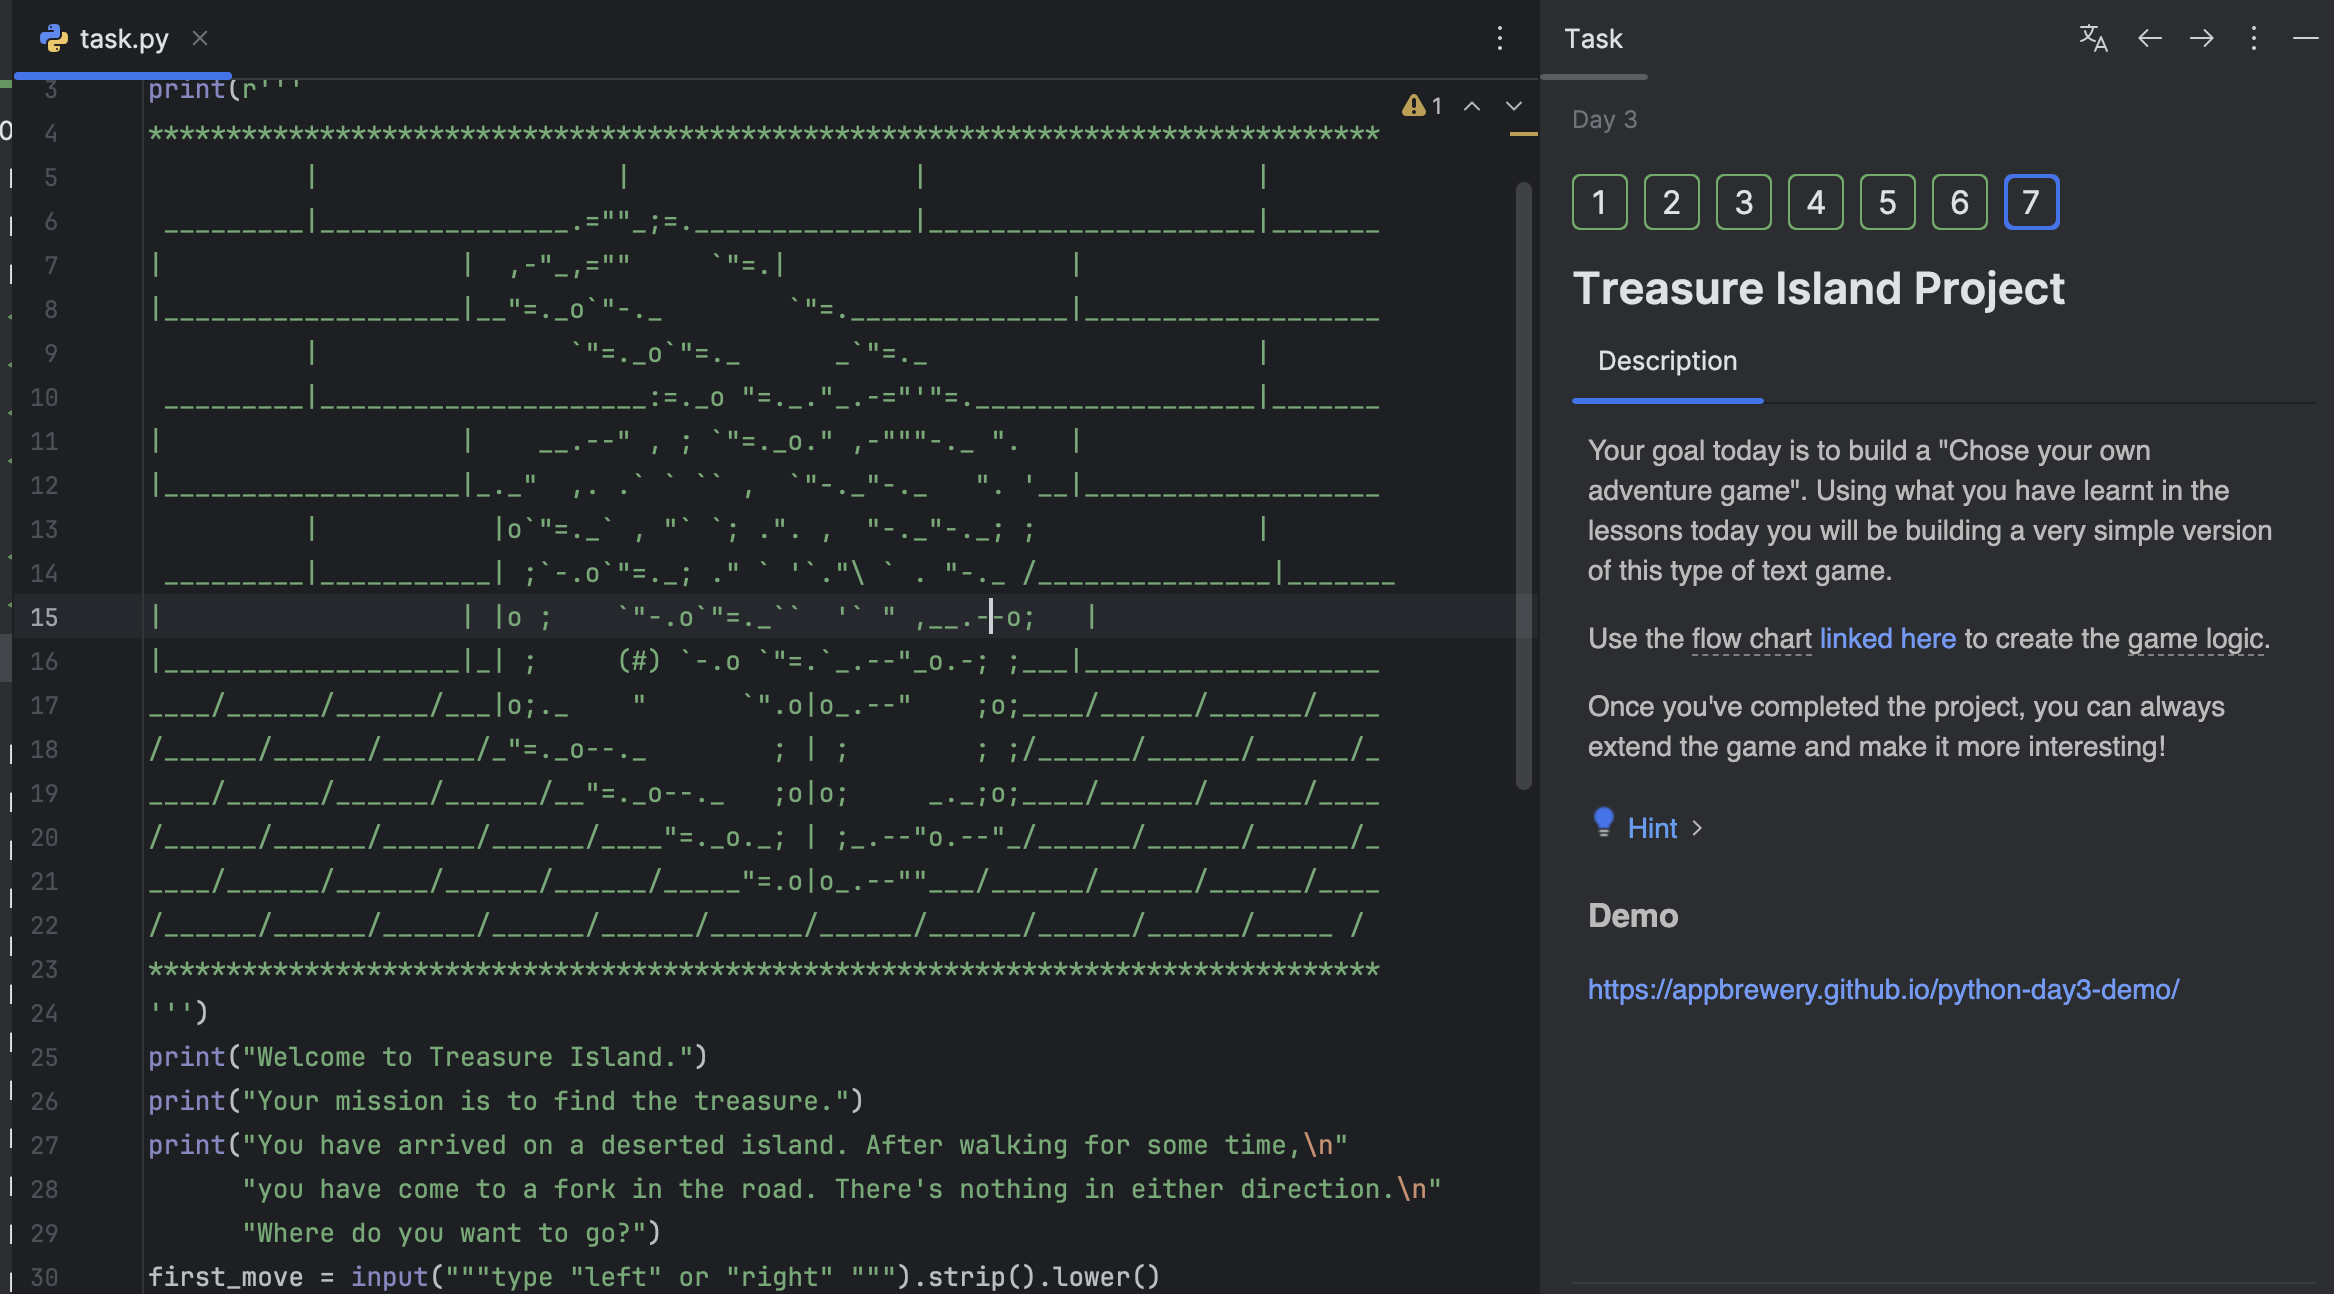 task.py
3 print(r'''
4 *******************************************************************************
5           |                   |                  |                     |
6  _________|________________.=""_;=.______________|_____________________|_______
7 |                   |  ,-"_,=""     `"=.|                  |
8 |___________________|__"=._o`"-._        `"=.______________|___________________
9           |                `"=._o`"=._      _`"=._                     |
10  _________|_____________________:=._o "=._."_.-="'"=.__________________|_______
11 |                   |    __.--" , ; `"=._o." ,-"""-._ ".   |
12 |___________________|_._"  ,. .` ` `` ,  `"-._"-._   ". '__|___________________
13           |           |o`"=._` , "` `; .". ,  "-._"-._; ;              |
14  _________|___________| ;`-.o`"=._; ." ` '`."\ ` . "-._ /_______________|_______
15 |                   | |o ;    `"-.o`"=._``  '` " ,__.--o;   |
16 |___________________|_| ;     (#) `-.o `"=.`_.--"_o.-; ;___|___________________
17 ____/______/______/___|o;._    "      `".o|o_.--"    ;o;____/______/______/____
18 /______/______/______/_"=._o--._        ; | ;        ; ;/______/______/______/_
19 ____/______/______/______/__"=._o--._   ;o|o;     _._;o;____/______/______/____
20 /______/______/______/______/____"=._o._; | ;_.--"o.--"_/______/______/______/_
21 ____/______/______/______/______/_____"=.o|o_.--""___/______/______/______/____
22 /______/______/______/______/______/______/______/______/______/______/_____ /
23 *******************************************************************************
24 ''')
25 print("Welcome to Treasure Island.")
26 print("Your mission is to find the treasure.")
27 print("You have arrived on a deserted island. After walking for some time,\n"
28       "you have come to a fork in the road. There's nothing in either direction.\n"
29       "Where do you want to go?")
30 first_move = input("""type "left" or "right" """).strip().lower()
1
Task
Day 3
1 2 3 4 5 6 7
Treasure Island Project
Description
Your goal today is to build a "Chose your own
adventure game". Using what you have learnt in the
lessons today you will be building a very simple version
of this type of text game.
Use the flow chart linked here to create the game logic.
Once you've completed the project, you can always
extend the game and make it more interesting!
Hint
Demo
https://appbrewery.github.io/python-day3-demo/